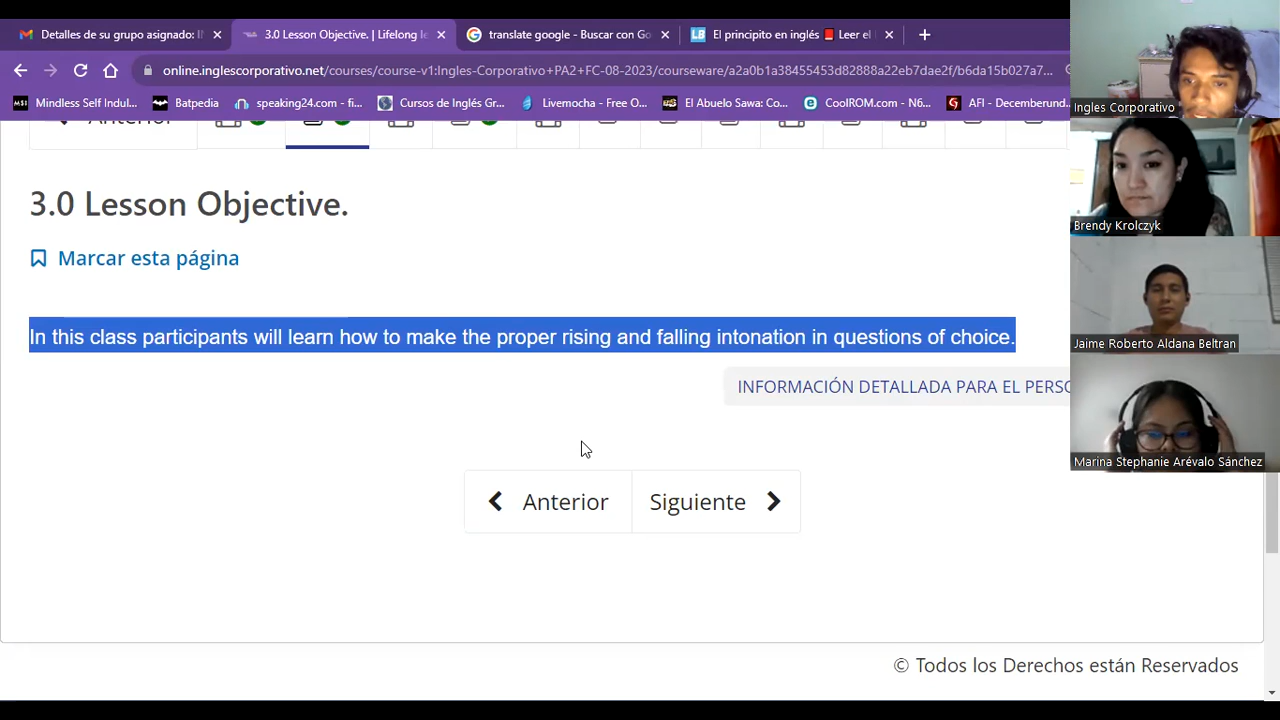 Detalles de su grupo asignado: I
3.0 Lesson Objective. | Lifelong l
translate google - Buscar con Go
El principito en inglés 📕 Leer el
online.inglescorporativo.net/courses/course-v1:Ingles-Corporativo+PA2+FC-08-2023/courseware/a2a0b1a38455453d82888a22eb7dae2f/b6da15b027a7...
Mindless Self Indul...
Batpedia
speaking24.com - fi...
Cursos de Inglés Gr...
Livemocha - Free O...
El Abuelo Sawa: Co...
CoolROM.com - N6...
AFI - Decemberund...
Anterior
3.0 Lesson Objective.
Marcar esta página
In this class participants will learn how to make the proper rising and falling intonation in questions of choice.
INFORMACIÓN DETALLADA PARA EL PERSO
Anterior
Siguiente
© Todos los Derechos están Reservados
Ingles Corporativo
Brendy Krolczyk
Jaime Roberto Aldana Beltran
Marina Stephanie Arévalo Sánchez